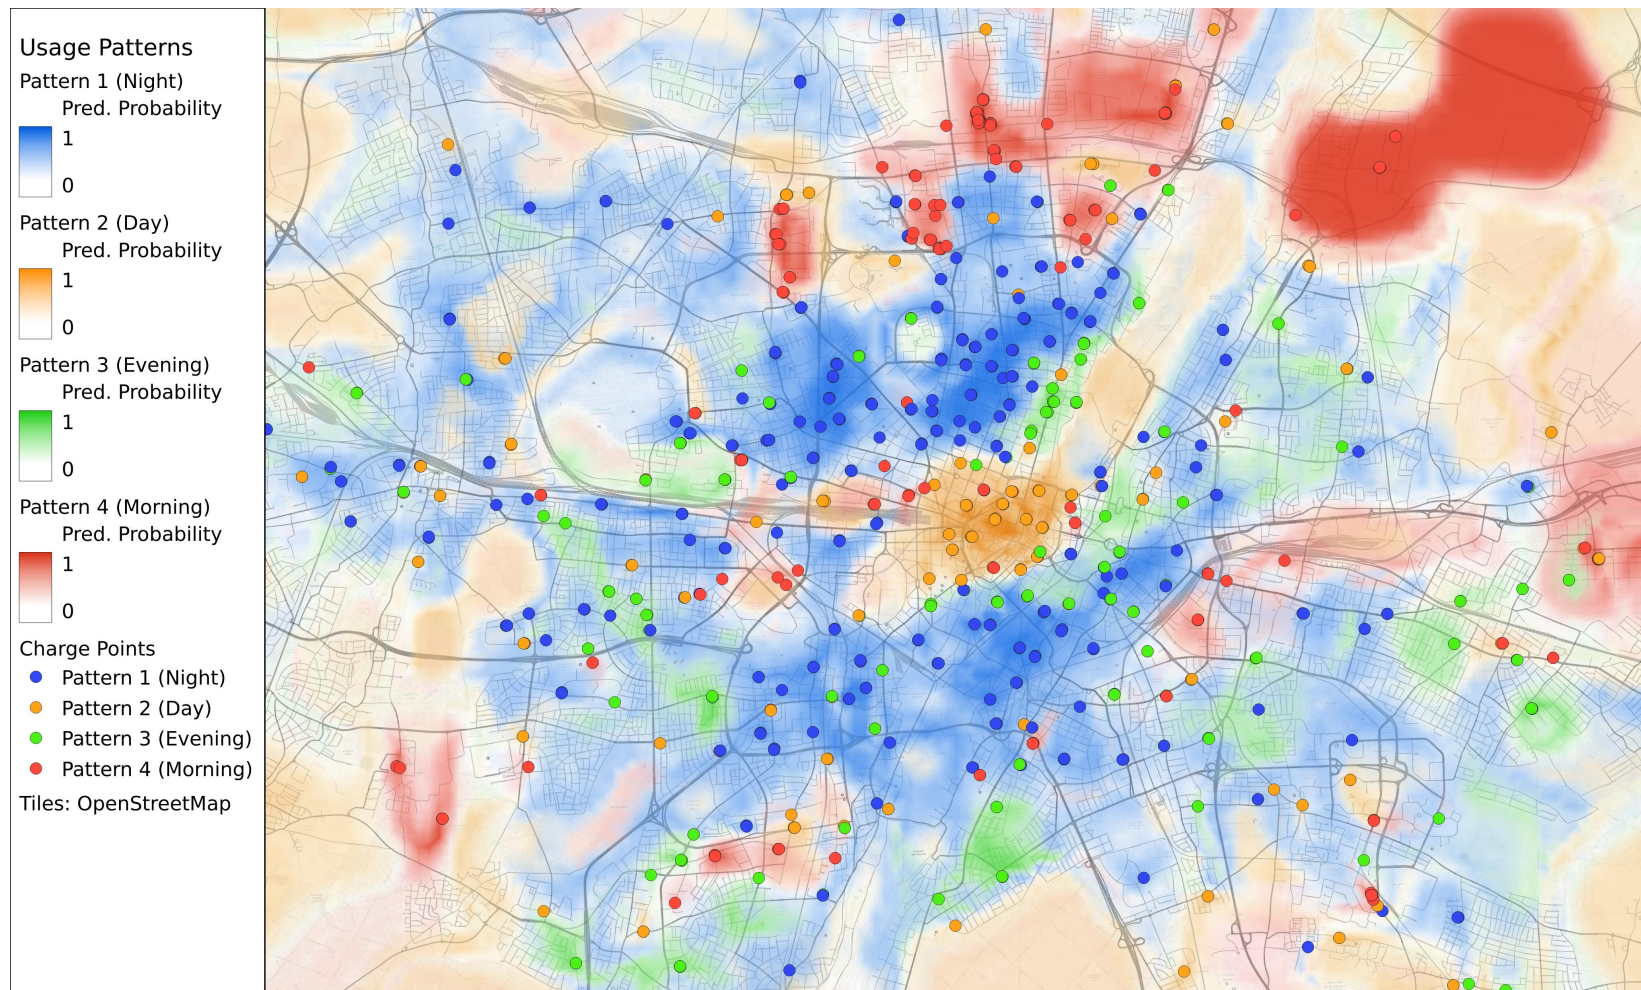 Usage Patterns
Pattern 1 (Night)
Pred. Probability
1
0
Pattern 2 (Day)
Pred. Probability
1
0
Pattern 3 (Evening)
Pred. Probability
1
0
Pattern 4 (Morning)
Pred. Probability
1
0
Charge Points
Pattern 1 (Night)
Pattern 2 (Day)
Pattern 3 (Evening)
Pattern 4 (Morning)
Tiles: OpenStreetMap